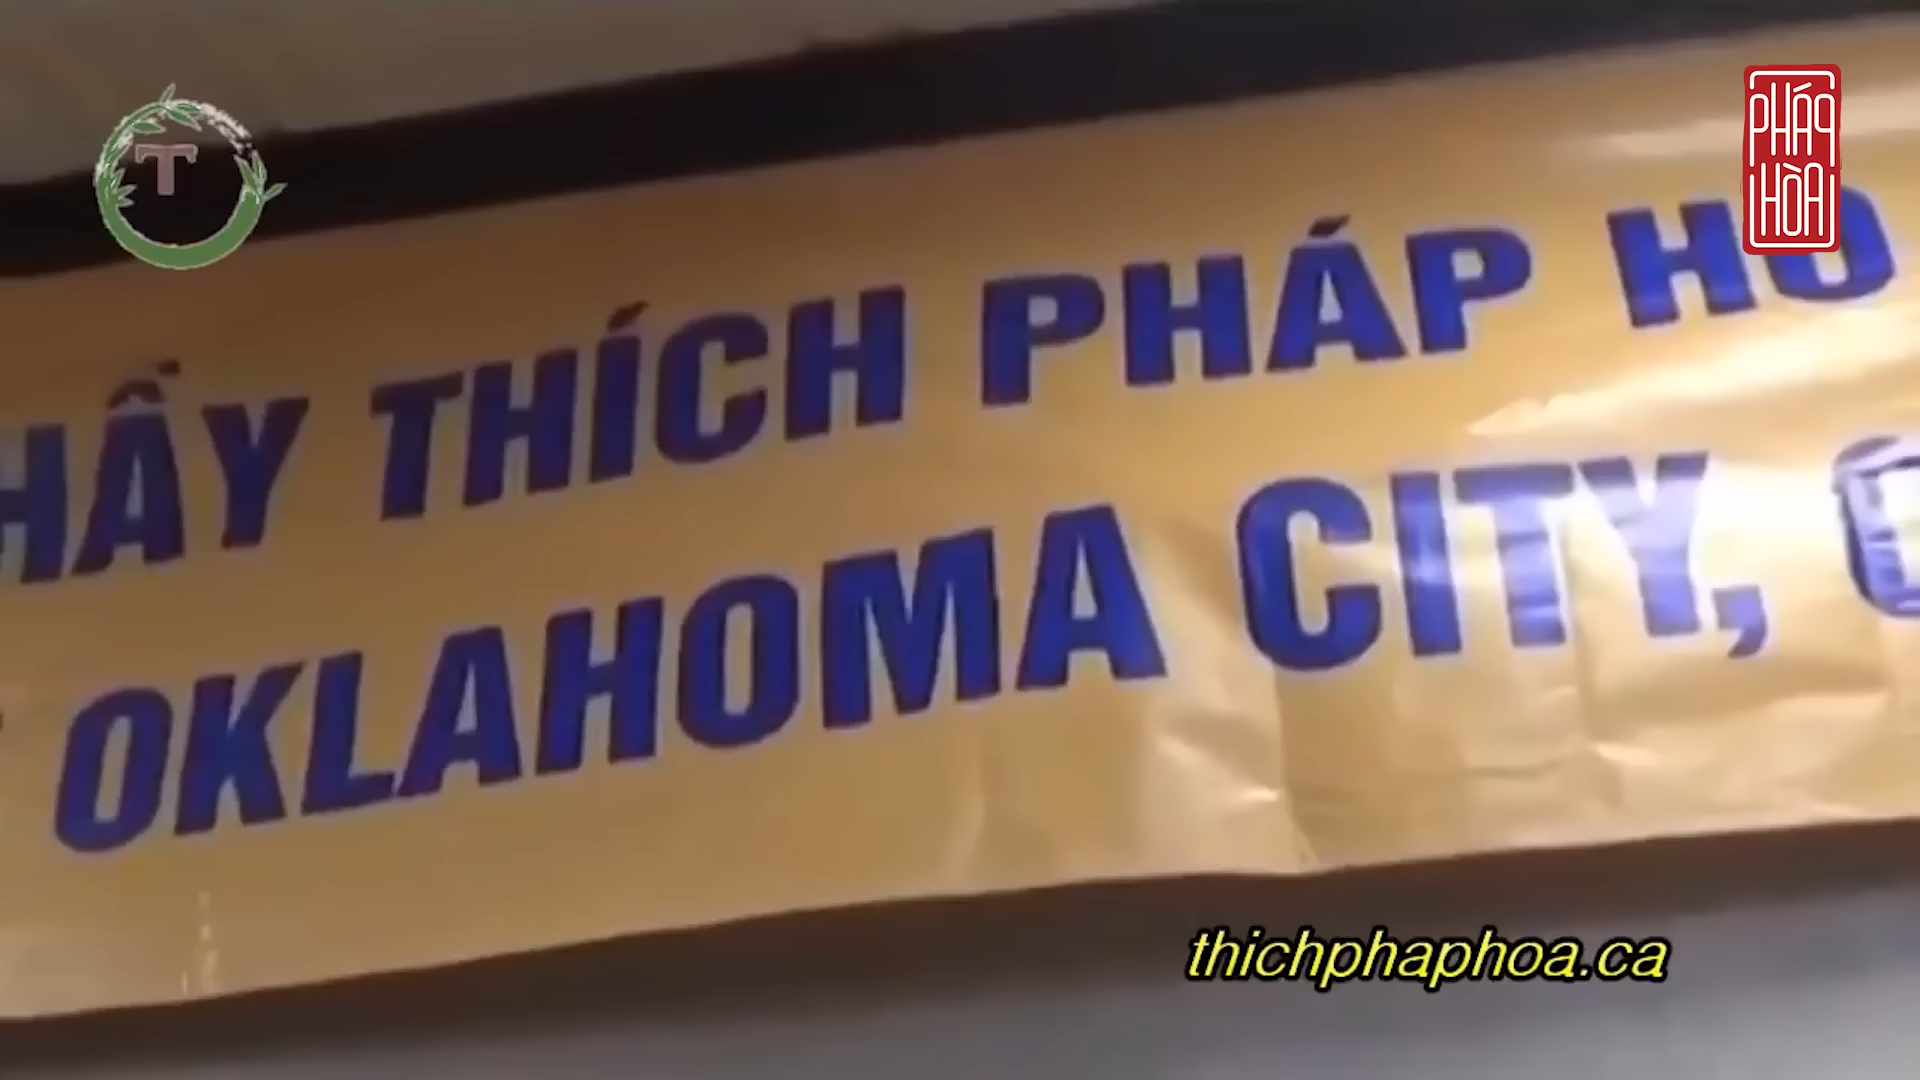 T
PHÁP
HÒA
HẦY THÍCH PHÁP HO
OKLAHOMA CITY,
thichphaphoa.ca